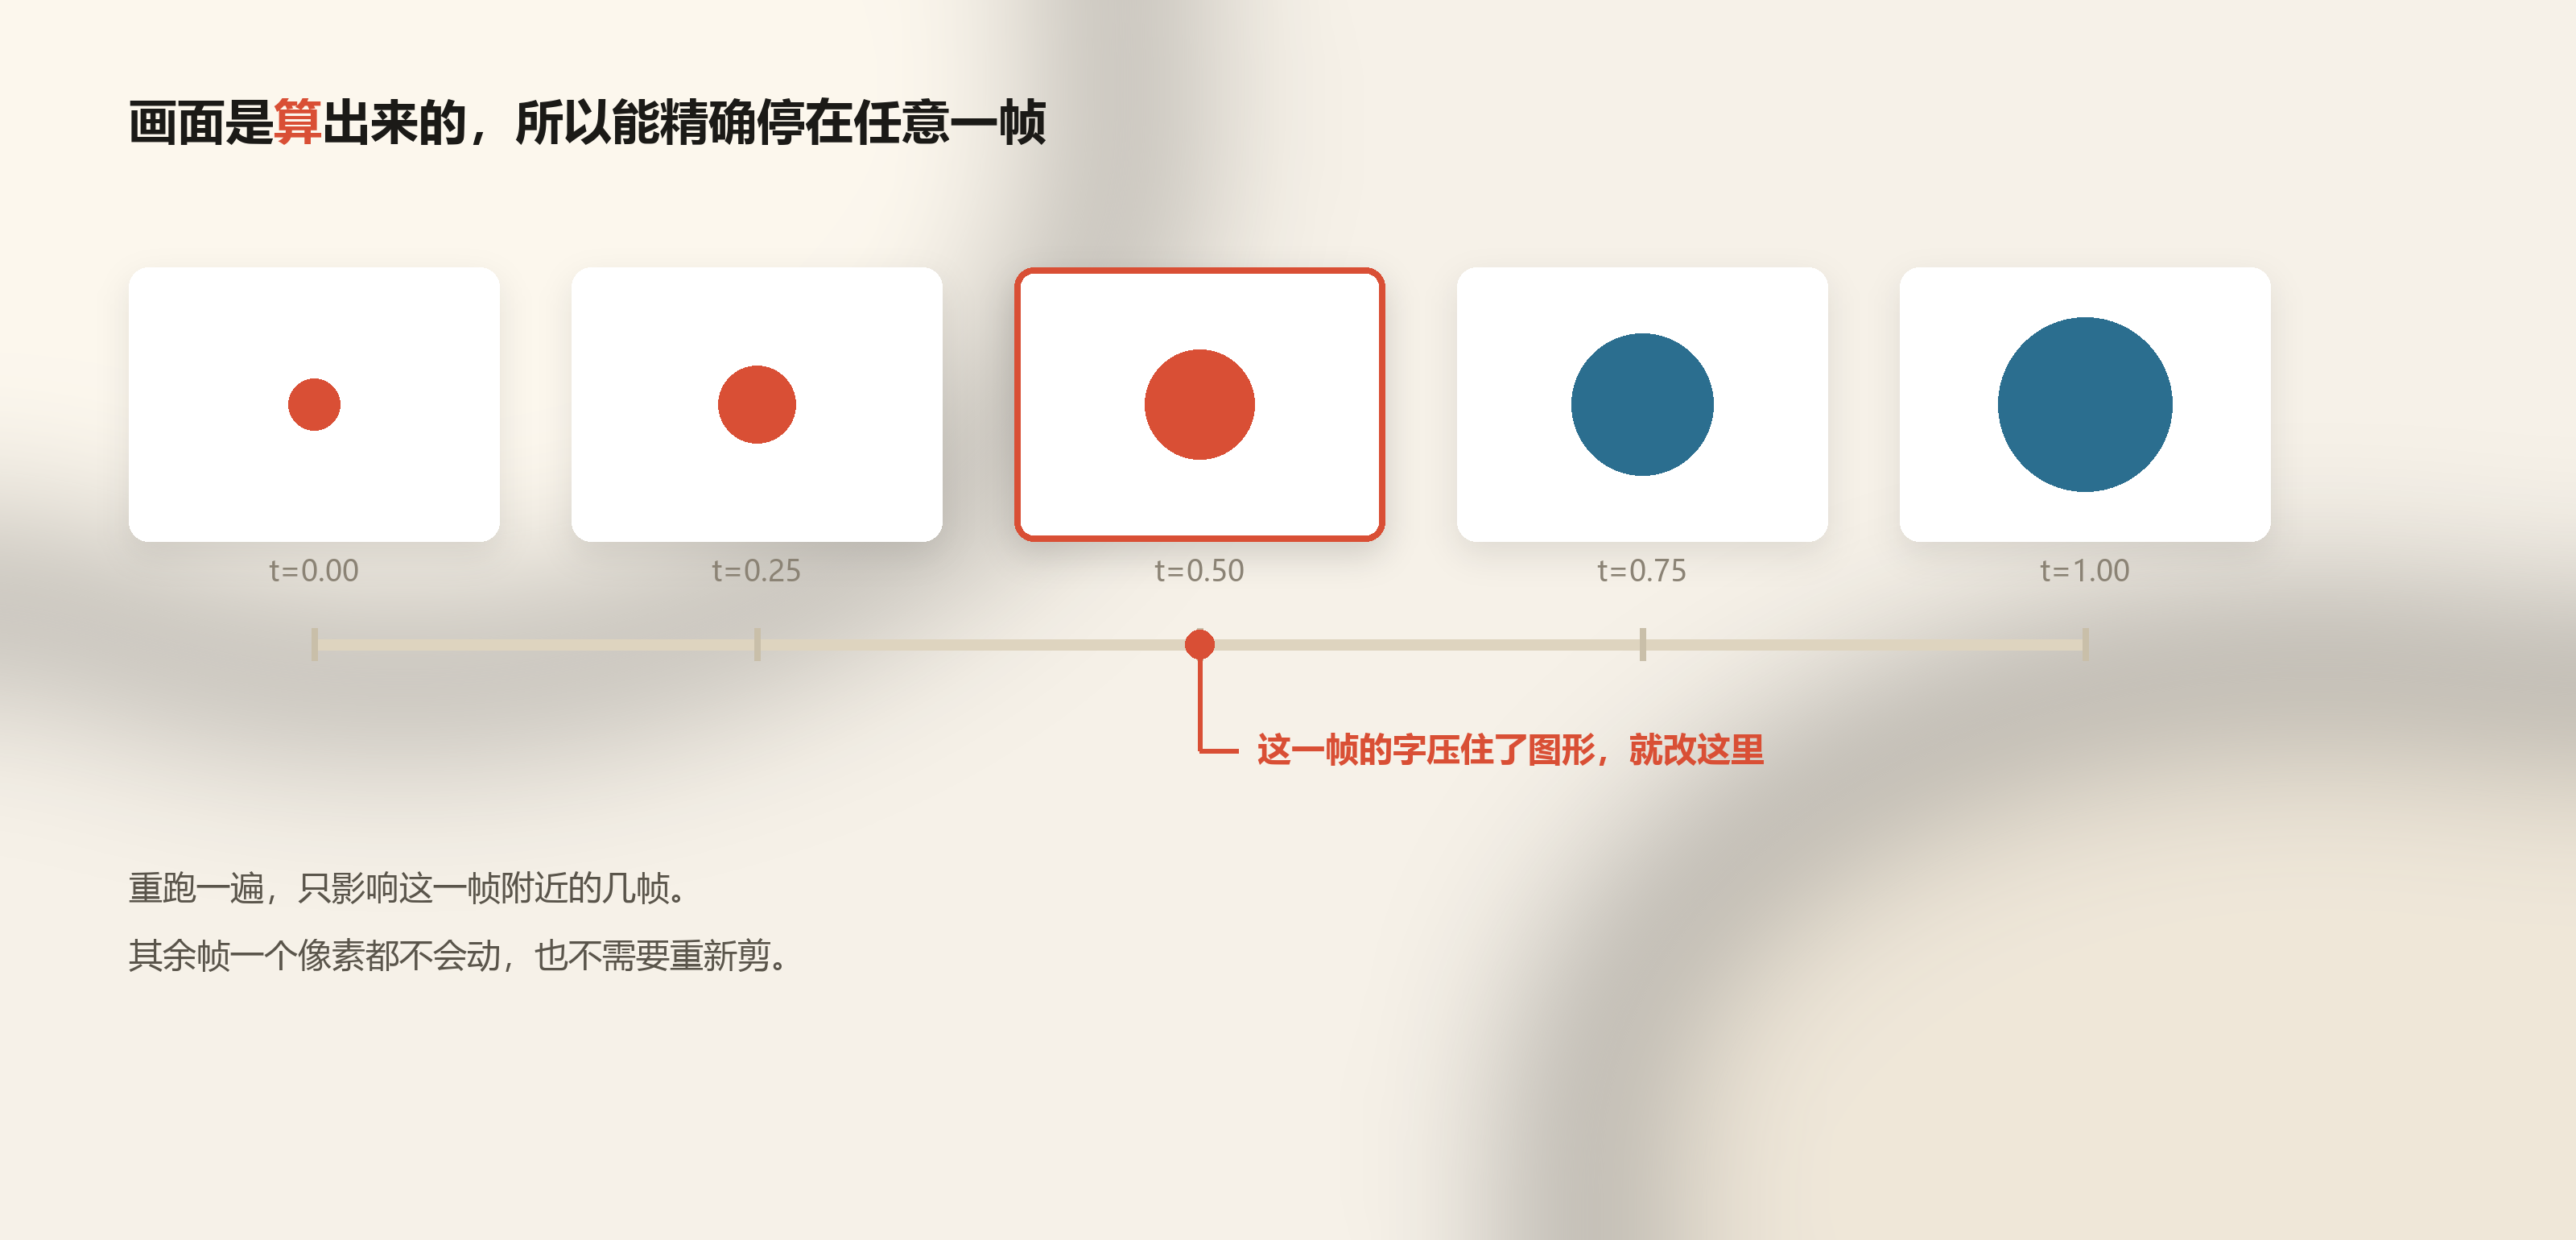 画面是算出来的，所以能精确停在任意一帧
t=0.00
t=0.25
t=0.50
t=0.75
t=1.00
这一帧的字压住了图形，就改这里
重跑一遍，只影响这一帧附近的几帧。
其余帧一个像素都不会动，也不需要重新剪。